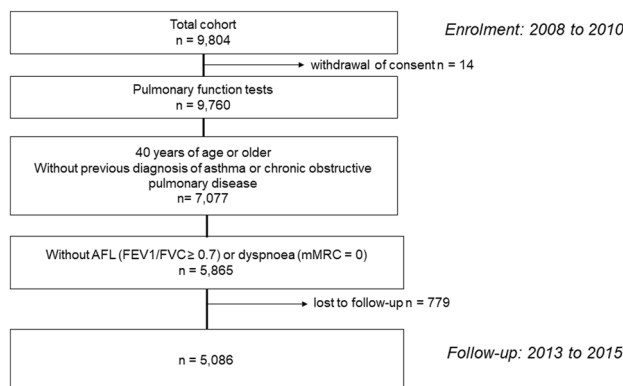 Total cohort
n = 9,804
Enrolment: 2008 to 2010
withdrawal of consent n = 14
Pulmonary function tests
n = 9,760
40 years of age or older
Without previous diagnosis of asthma or chronic obstructive
pulmonary disease
n= 7,077
Without AFL (FEV1/FVC ≥ 0.7) or dyspnoea (mMRC = 0)
n = 5,865
lost to follow-up n = 779
n = 5,086
Follow-up: 2013 to 2015